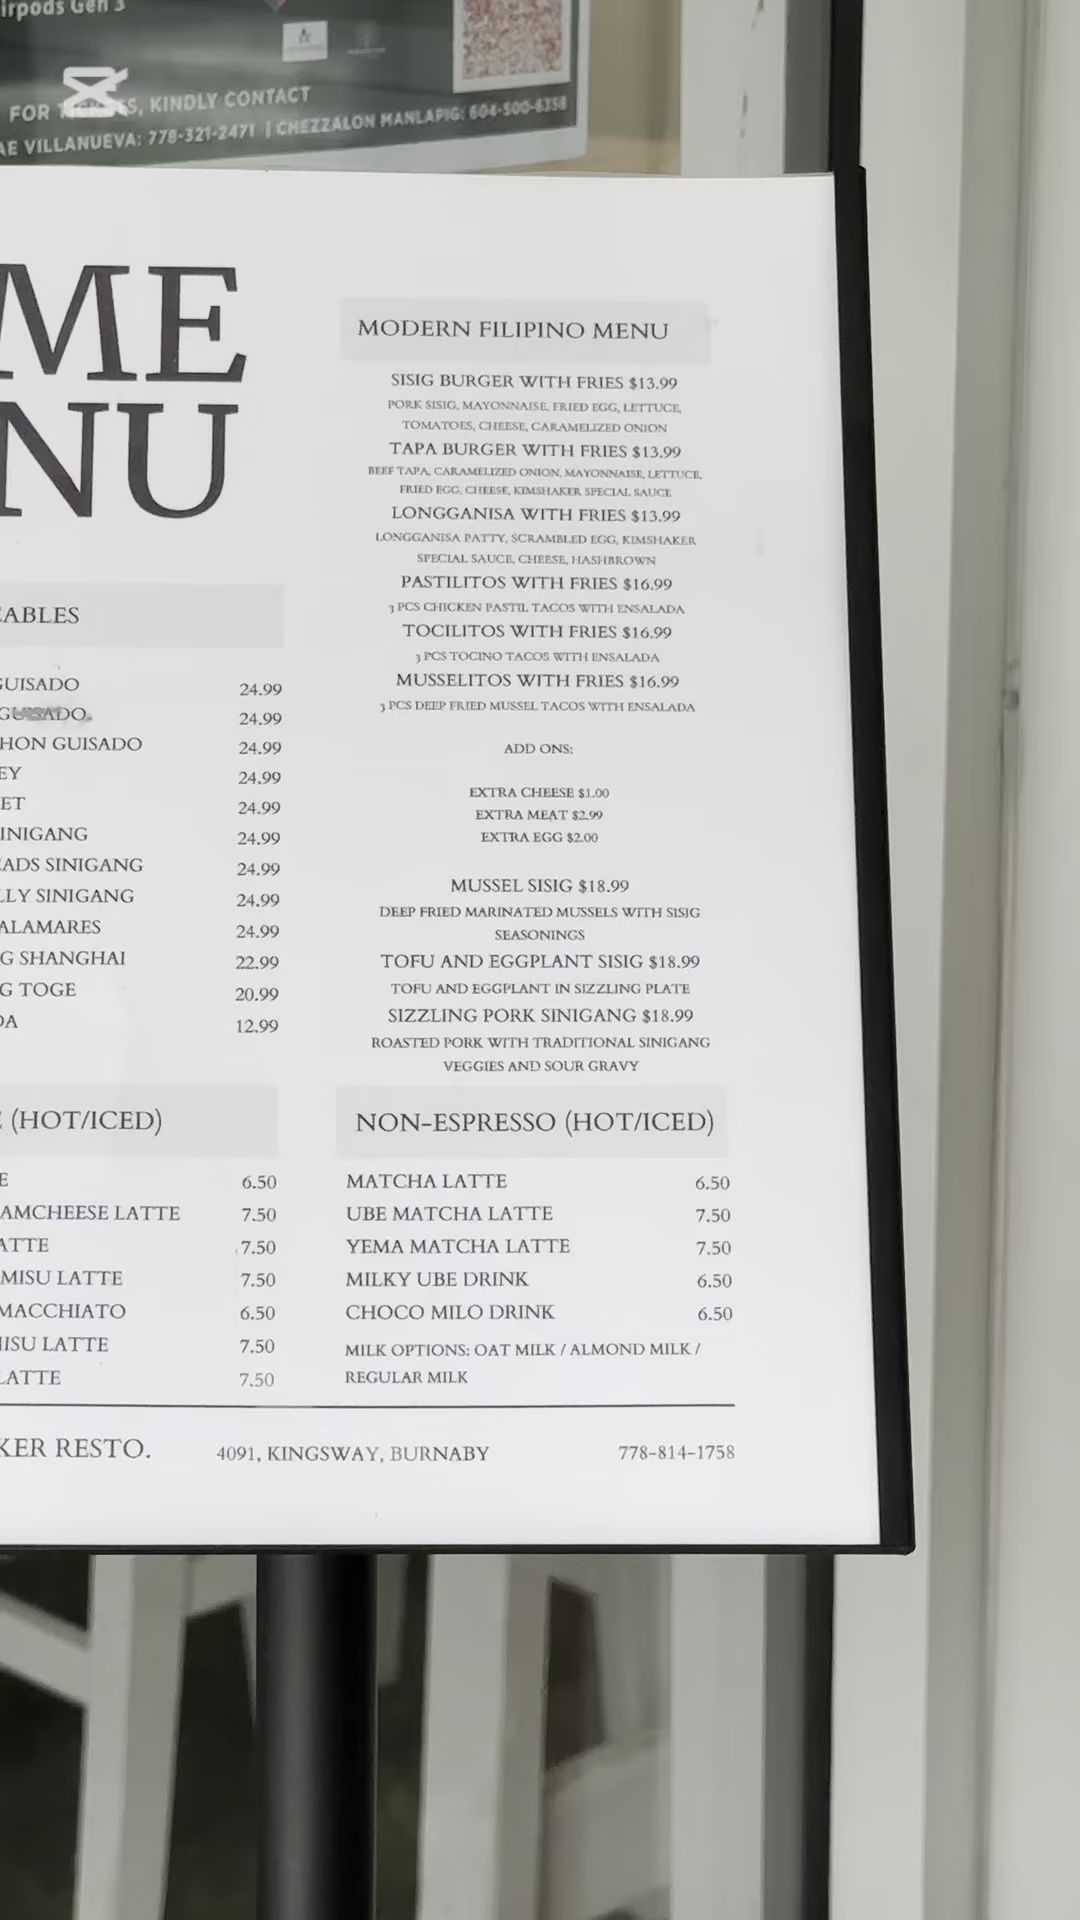 irpods Gen 3
FOR TICKETS, KINDLY CONTACT
AE VILLANUEVA: 778-321-2471 | CHEZZALON MANLAPIG: 604-500-6358
ME
NU
MODERN FILIPINO MENU
SISIG BURGER WITH FRIES $13.99
PORK SISIG, MAYONNAISE, FRIED EGG, LETTUCE,
TOMATOES, CHEESE, CARAMELIZED ONION
TAPA BURGER WITH FRIES $13.99
BEEF TAPA, CARAMELIZED ONION, MAYONNAISE, LETTUCE,
FRIED EGG, CHEESE, KIMSHAKER SPECIAL SAUCE
LONGGANISA WITH FRIES $13.99
LONGGANISA PATTY, SCRAMBLED EGG, KIMSHAKER
SPECIAL SAUCE, CHEESE, HASHBROWN
PASTILITOS WITH FRIES $16.99
3 PCS CHICKEN PASTIL TACOS WITH ENSALADA
TOCILITOS WITH FRIES $16.99
3 PCS TOCINO TACOS WITH ENSALADA
MUSSELITOS WITH FRIES $16.99
3 PCS DEEP FRIED MUSSEL TACOS WITH ENSALADA
ADD ONS:
EXTRA CHEESE $1.00
EXTRA MEAT $2.99
EXTRA EGG $2.00
MUSSEL SISIG $18.99
DEEP FRIED MARINATED MUSSELS WITH SISIG
SEASONINGS
TOFU AND EGGPLANT SISIG $18.99
TOFU AND EGGPLANT IN SIZZLING PLATE
SIZZLING PORK SINIGANG $18.99
ROASTED PORK WITH TRADITIONAL SINIGANG
VEGGIES AND SOUR GRAVY
EABLES
GUISADO 24.99
GUISADO. 24.99
HON GUISADO 24.99
EY 24.99
ET 24.99
INIGANG 24.99
EADS SINIGANG 24.99
LLY SINIGANG 24.99
ALAMARES 24.99
G SHANGHAI 22.99
G TOGE 20.99
DA 12.99
E (HOT/ICED)
E 6.50
AMCHEESE LATTE 7.50
ATTE 7.50
MISU LATTE 7.50
MACCHIATO 6.50
MISU LATTE 7.50
LATTE 7.50
NON-ESPRESSO (HOT/ICED)
MATCHA LATTE 6.50
UBE MATCHA LATTE 7.50
YEMA MATCHA LATTE 7.50
MILKY UBE DRINK 6.50
CHOCO MILO DRINK 6.50
MILK OPTIONS: OAT MILK / ALMOND MILK /
REGULAR MILK
KER RESTO. 4091, KINGSWAY, BURNABY 778-814-1758